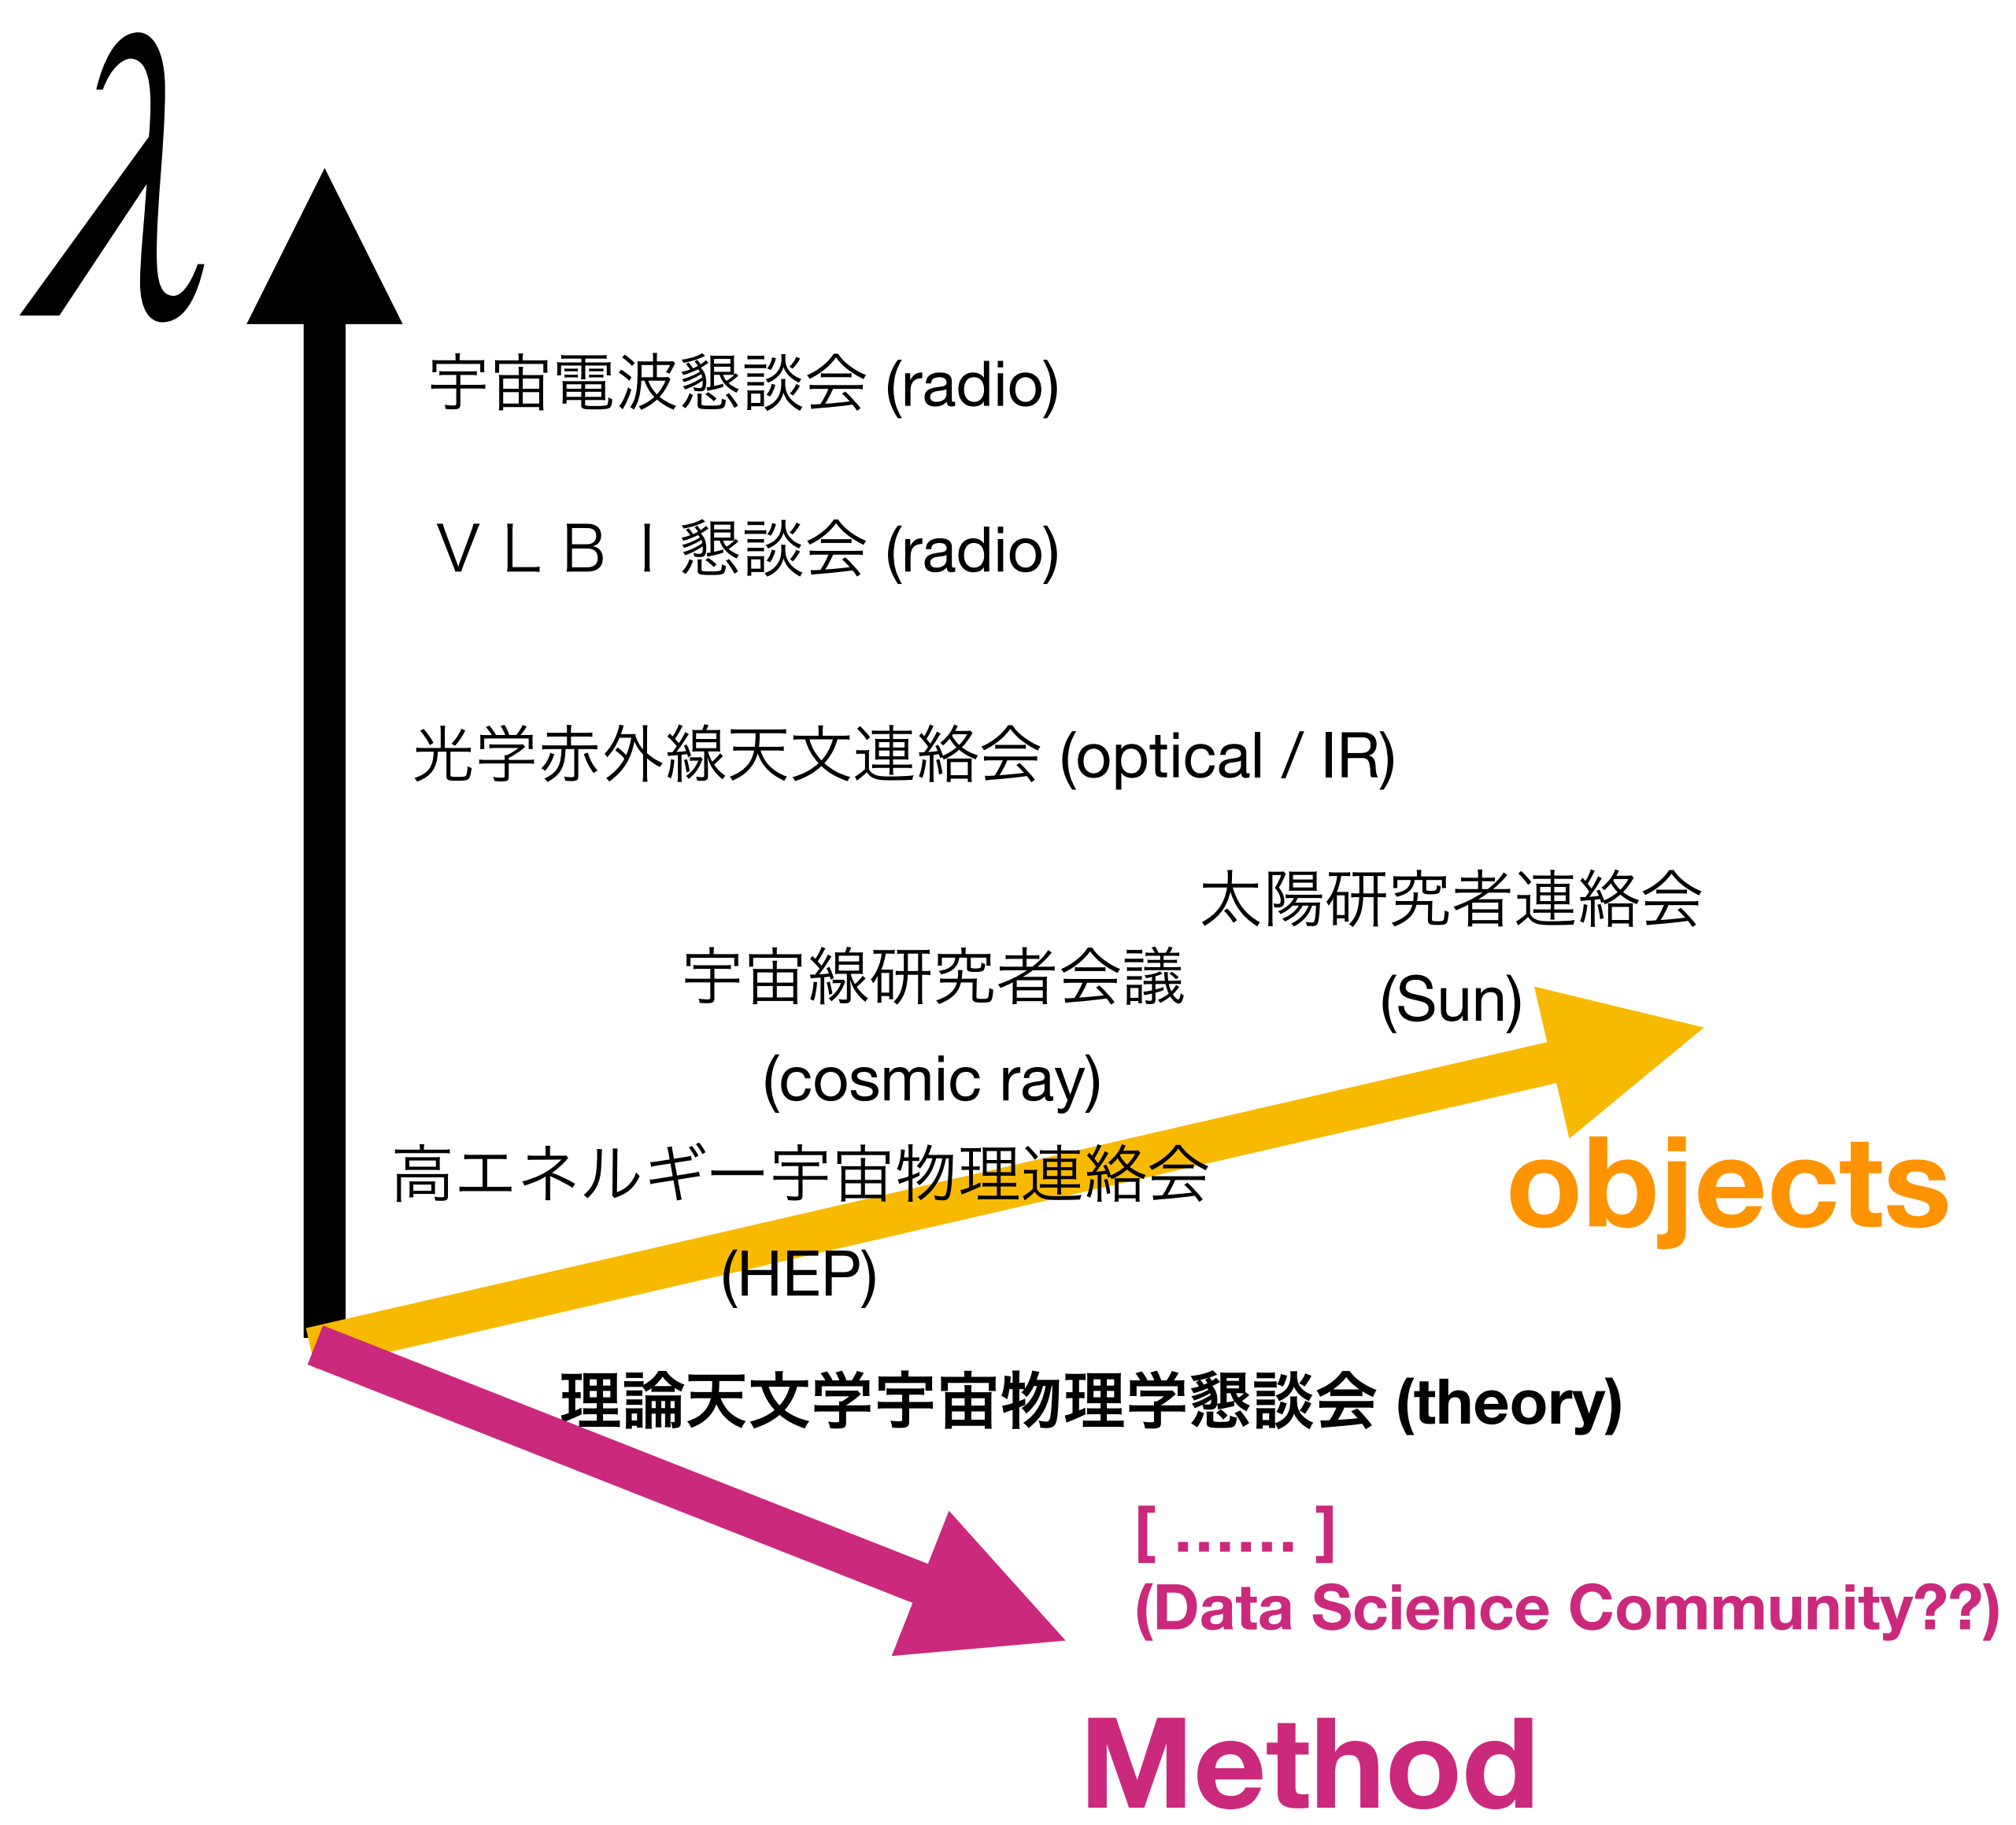 λ
宇宙電波懇談会 (radio)
ＶＬＢＩ懇談会 (radio)
光学赤外線天文連絡会 (optical / IR)
太陽研究者連絡会
(Sun)
宇宙線研究者会議
(cosmic ray)
高エネルギー宇宙物理連絡会
(HEP)
objects
理論天文学宇宙物理学懇談会 (theory)
[ ...... ]
(Data Science Community??)
Method